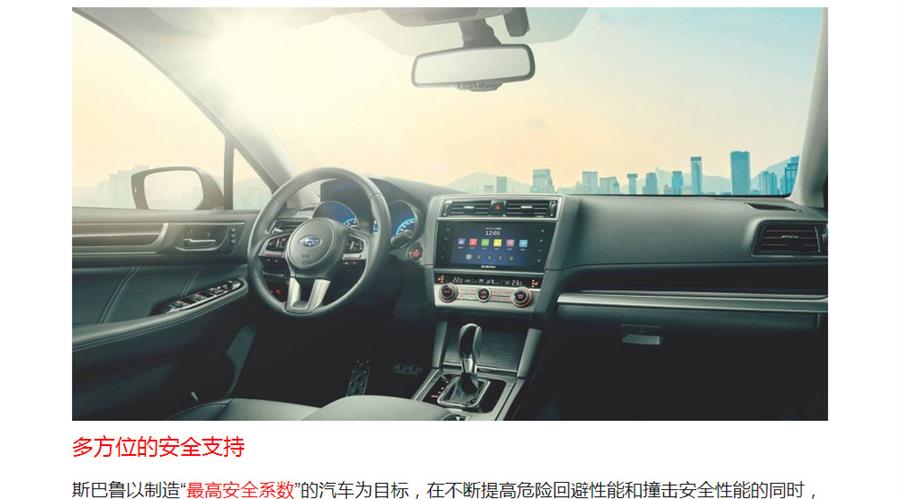 12:00
多方位的安全支持
斯巴鲁以制造“最高安全系数”的汽车为目标，在不断提高危险回避性能和撞击安全性能的同时，